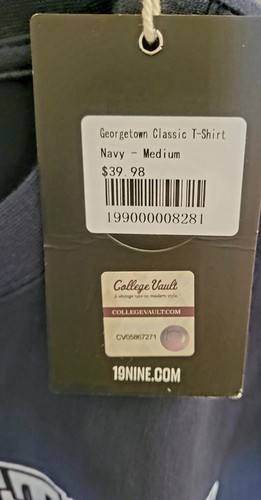 Georgetown Classic T-Shirt
Navy - Medium
$39.98
199000008281
College Vault
A vintage take on modern style.
COLLEGEVAULT.COM
CV05867271
19NINE.COM